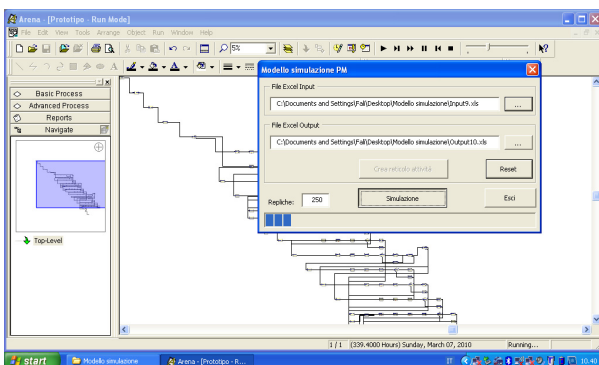 Arena - [Prototipo - Run Mode]
File Edit View Tools Arrange Object Run Window Help
5%
Modello simulazione PM
File Excel Input
C:\Documents and Settings\Fali\Desktop\Modello simulazione\Input9.xls
...
File Excel Output
C:\Documents and Settings\Fali\Desktop\Modello simulazione\Output10.xls
...
Crea reticolo attività
Reset
Repliche: 250
Simulazione
Esci
Basic Process
Advanced Process
Reports
Navigate
Top-Level
1 / 1 (339.4000 Hours) Sunday, March 07, 2010 Running...
start
Modello simulazione
Arena - [Prototipo - R...
IT
10.40